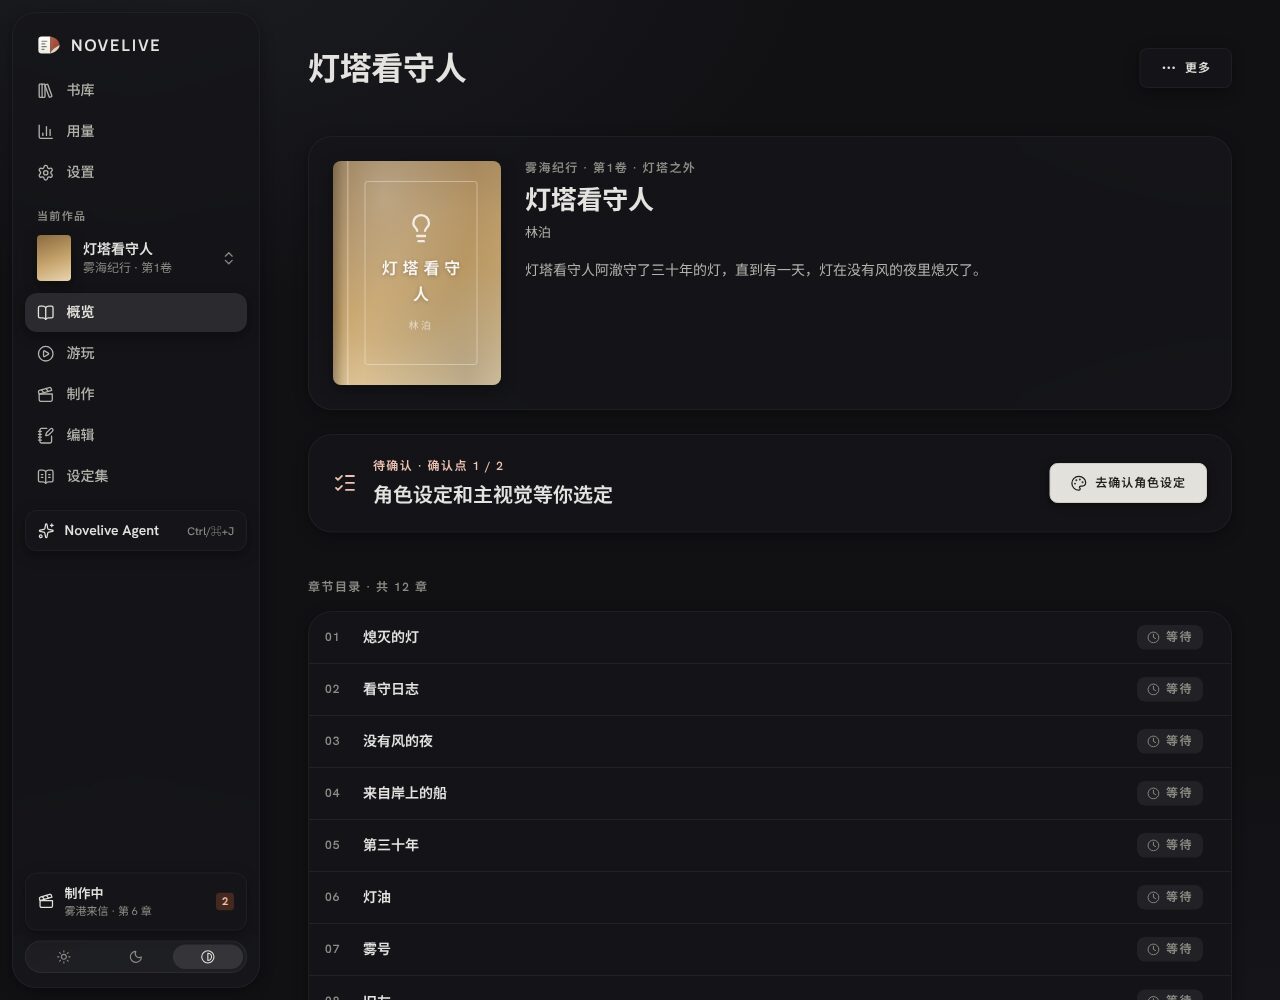 NOVELIVE
书库
用量
设置
当前作品
灯塔看守人
雾海纪行 · 第1卷
概览
游玩
制作
编辑
设定集
Novelive Agent
Ctrl/⌘+J
制作中
雾港来信 · 第 6 章
2
灯塔看守人
更多
灯塔看守
人
林泊
雾海纪行 · 第1卷 · 灯塔之外
灯塔看守人
林泊
灯塔看守人阿澈守了三十年的灯，直到有一天，灯在没有风的夜里熄灭了。
待确认 · 确认点 1 / 2
角色设定和主视觉等你选定
去确认角色设定
章节目录 · 共 12 章
01 熄灭的灯 等待
02 看守日志 等待
03 没有风的夜 等待
04 来自岸上的船 等待
05 第三十年 等待
06 灯油 等待
07 雾号 等待